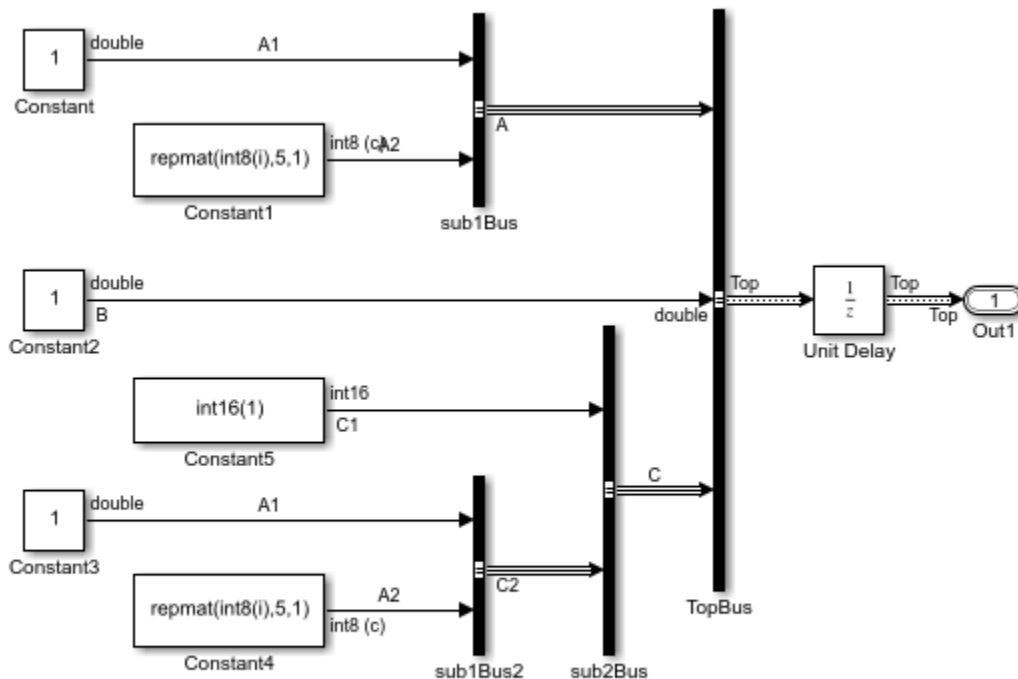 1
double
A1
Constant
repmat(int8(i),5,1)
int8 (c)
A2
Constant1
A
sub1Bus
1
double
B
Constant2
double
Top
1
z
Top
Top
Unit Delay
1
Out1
int16(1)
int16
C1
Constant5
1
double
A1
Constant3
repmat(int8(i),5,1)
A2
int8 (c)
Constant4
C2
sub1Bus2
C
sub2Bus
TopBus